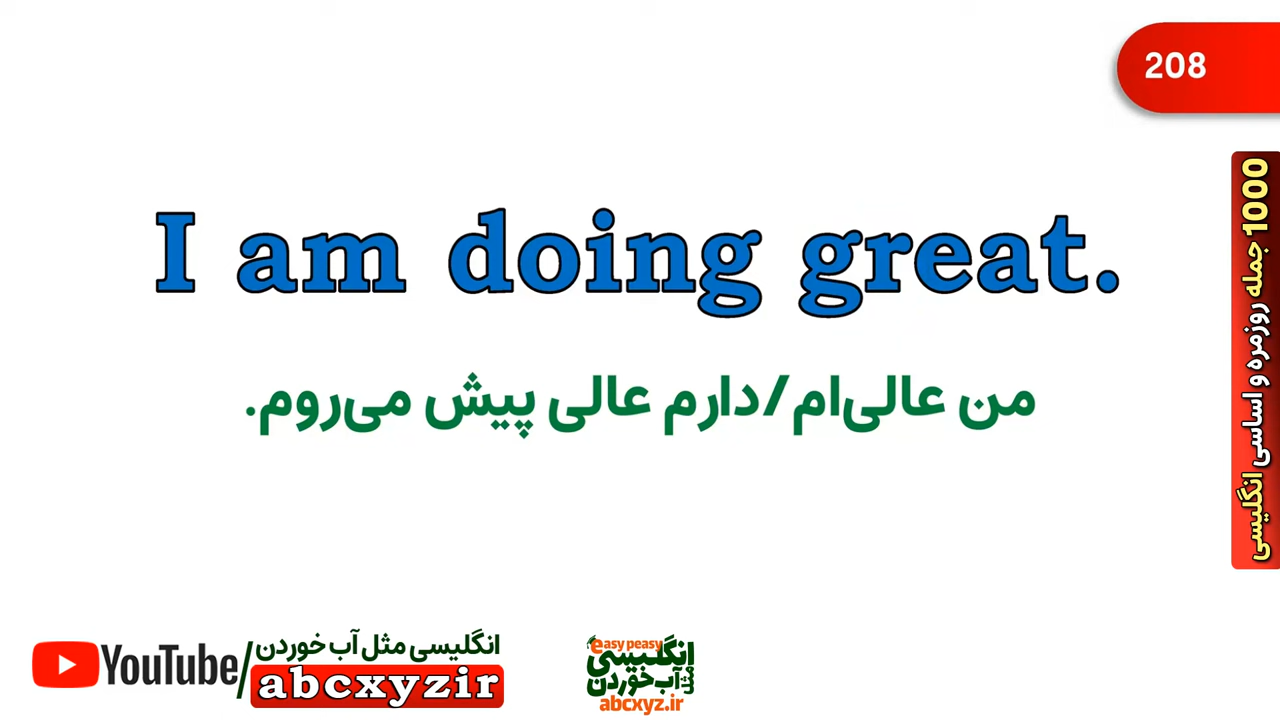 208
1000 جمله روزمره و اساسی انگلیسی
I am doing great.
من عالی‌ام/دارم عالی پیش می‌روم.
YouTube/
انگلیسی مثل آب خوردن
abcxyzir
easy peasy
انگلیسی
مثل آب خوردن
abcxyz.ir